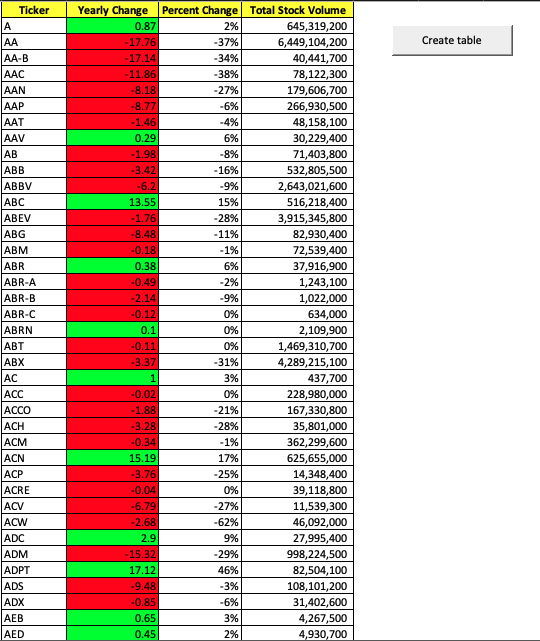 Ticker Yearly Change Percent Change Total Stock Volume
A 0.87 2% 645,319,200
Create table
AA -17.76 -37% 6,449,104,200
AA-B -17.14 -34% 40,441,700
AAC -11.86 -38% 78,122,300
AAN -8.18 -27% 179,606,700
AAP -8.77 -6% 266,930,500
AAT -1.46 -4% 48,158,100
AAV 0.29 6% 30,229,400
AB -1.98 -8% 71,403,800
ABB -3.42 -16% 532,805,500
ABBV -6.2 -9% 2,643,021,600
ABC 13.55 15% 516,218,400
ABEV -1.76 -28% 3,915,345,800
ABG -8.48 -11% 82,930,400
ABM -0.18 -1% 72,539,400
ABR 0.38 6% 37,916,900
ABR-A -0.49 -2% 1,243,100
ABR-B -2.14 -9% 1,022,000
ABR-C -0.12 0% 634,000
ABRN 0.1 0% 2,109,900
ABT -0.11 0% 1,469,310,700
ABX -3.37 -31% 4,289,215,100
AC 1 3% 437,700
ACC -0.02 0% 228,980,000
ACCO -1.88 -21% 167,330,800
ACH -3.28 -28% 35,801,000
ACM -0.34 -1% 362,299,600
ACN 15.19 17% 625,655,000
ACP -3.76 -25% 14,348,400
ACRE -0.04 0% 39,118,800
ACV -6.79 -27% 11,539,300
ACW -2.68 -62% 46,092,000
ADC 2.9 9% 27,995,400
ADM -15.32 -29% 998,224,500
ADPT 17.12 46% 82,504,100
ADS -9.48 -3% 108,101,200
ADX -0.85 -6% 31,402,600
AEB 0.65 3% 4,267,500
AED 0.45 2% 4,930,700